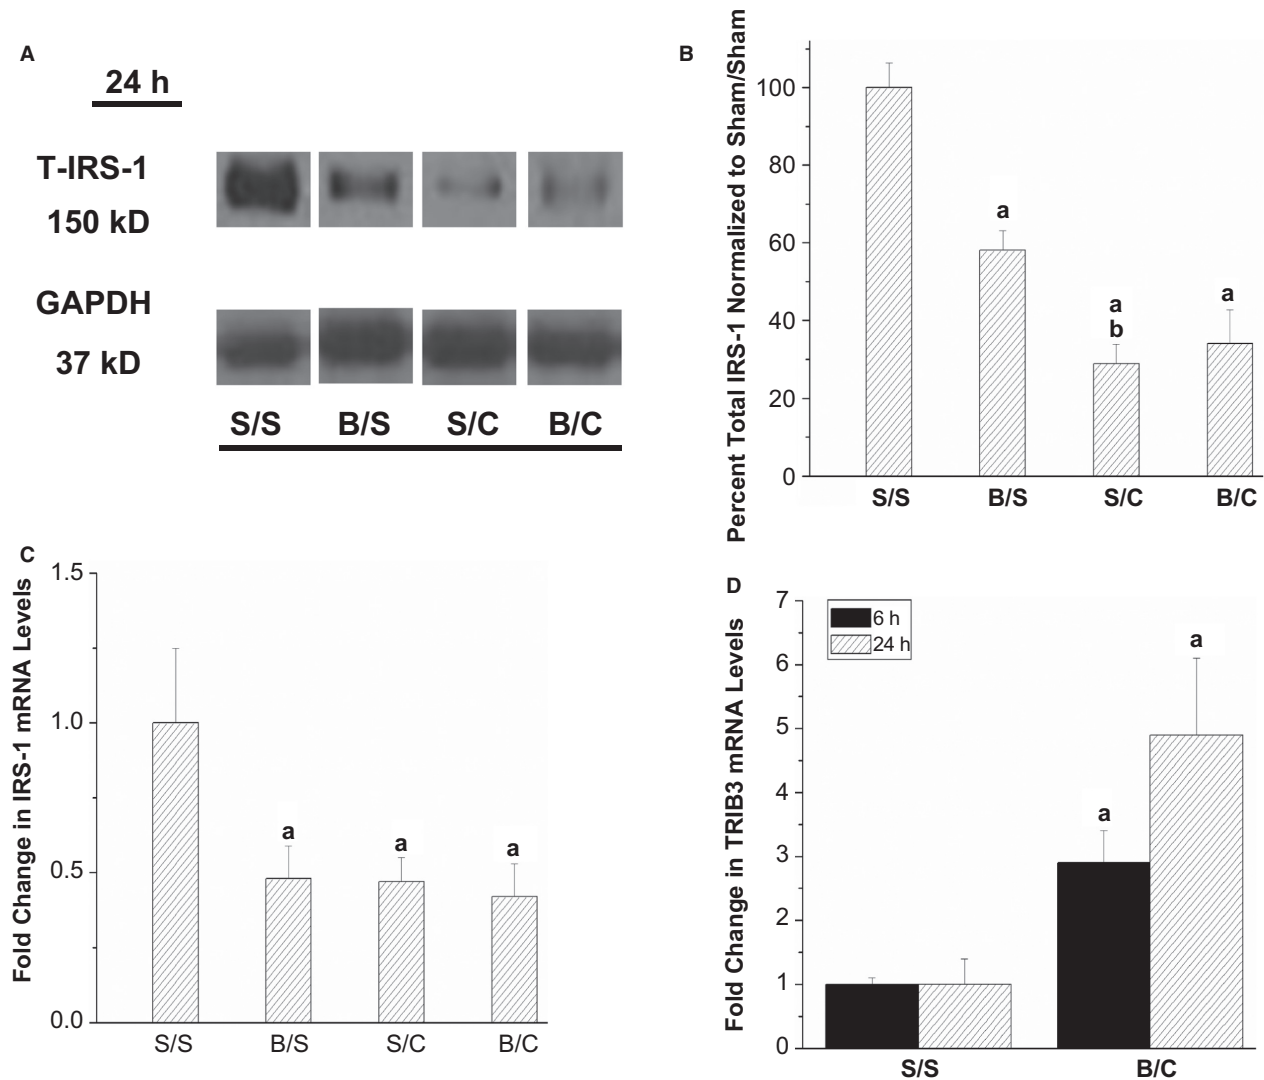 A
24 h
T-IRS-1
150 kD
GAPDH
37 kD
S/S B/S S/C B/C
B
Percent Total IRS-1 Normalized to Sham/Sham
100
80
60
40
20
0
a
a
b
a
S/S B/S S/C B/C
C
Fold Change in IRS-1 mRNA Levels
1.5
1.0
0.5
0.0
a
a
a
S/S B/S S/C B/C
D
Fold Change in TRIB3 mRNA Levels
7
6
5
4
3
2
1
0
6 h
24 h
a
a
S/S B/C